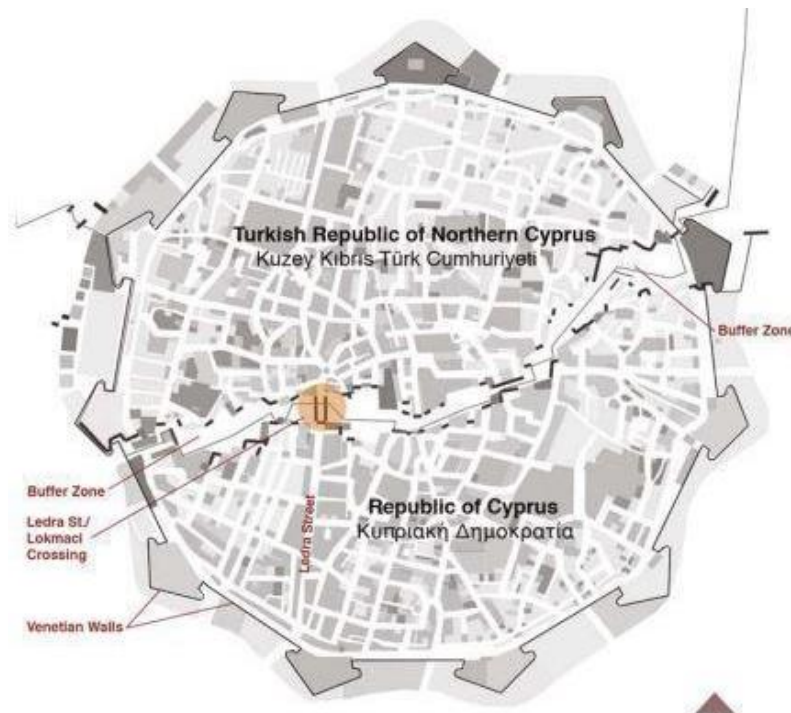 Turkish Republic of Northern Cyprus
Kuzey Kıbrıs Türk Cumhuriyeti
Buffer Zone
Buffer Zone
Ledra St./
Lokmaci
Crossing
Ledra Street
Republic of Cyprus
Κυπριακή Δημοκρατία
Venetian Walls